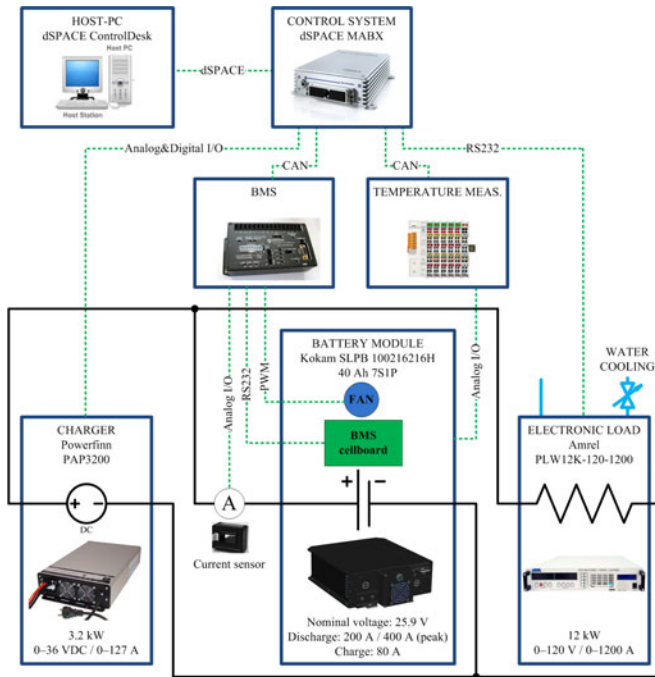 HOST-PC
dSPACE ControlDesk
Host PC
Host Station
dSPACE
CONTROL SYSTEM
dSPACE MABX
Analog&Digital I/O
CAN
CAN
RS232
BMS
TEMPERATURE MEAS.
Analog I/O
RS232
PWM
Analog I/O
BATTERY MODULE
Kokam SLPB 100216216H
40 Ah 7S1P
FAN
BMS
cellboard
+
−
WATER
COOLING
CHARGER
Powerfinn
PAP3200
+
-
DC
3.2 kW
0–36 VDC / 0–127 A
A
Current sensor
Nominal voltage: 25.9 V
Discharge: 200 A / 400 A (peak)
Charge: 80 A
ELECTRONIC LOAD
Amrel
PLW12K-120-1200
12 kW
0–120 V / 0–1200 A